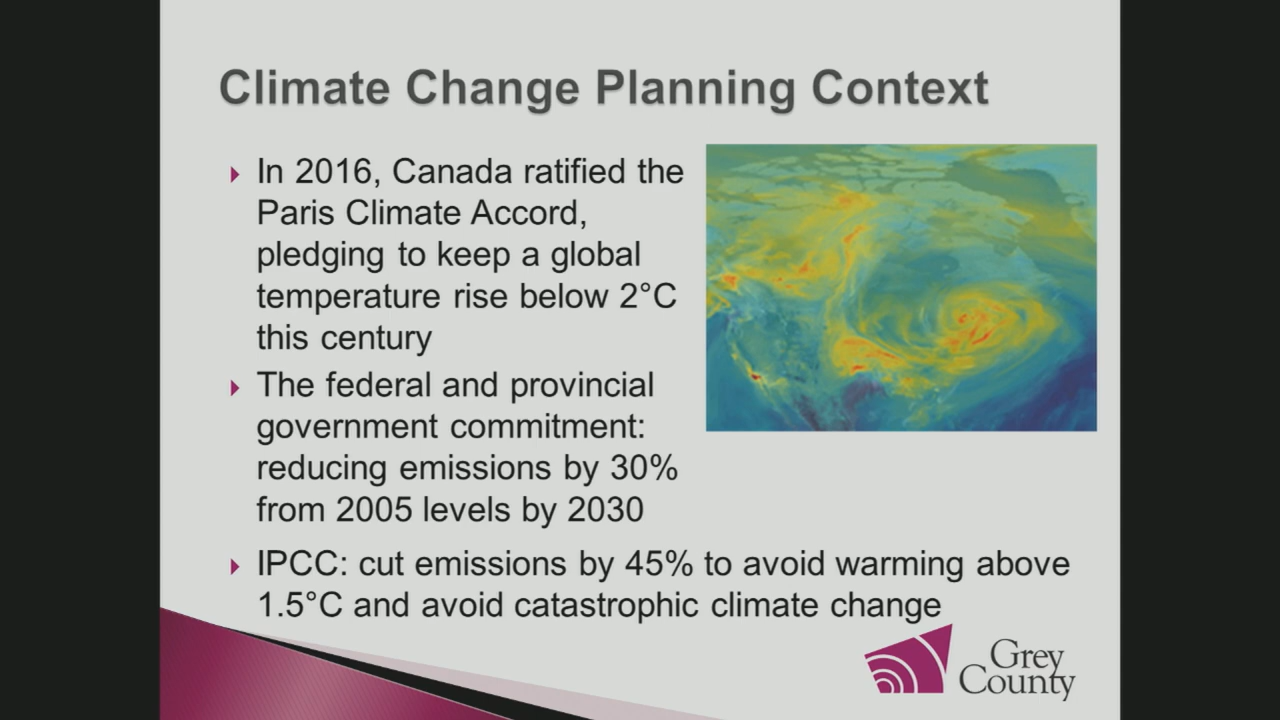 Climate Change Planning Context
In 2016, Canada ratified the
Paris Climate Accord,
pledging to keep a global
temperature rise below 2°C
this century
The federal and provincial
government commitment:
reducing emissions by 30%
from 2005 levels by 2030
IPCC: cut emissions by 45% to avoid warming above
1.5°C and avoid catastrophic climate change
Grey
County